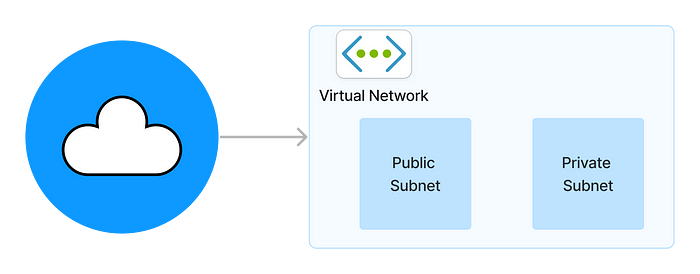 Virtual Network
Public
Subnet
Private
Subnet